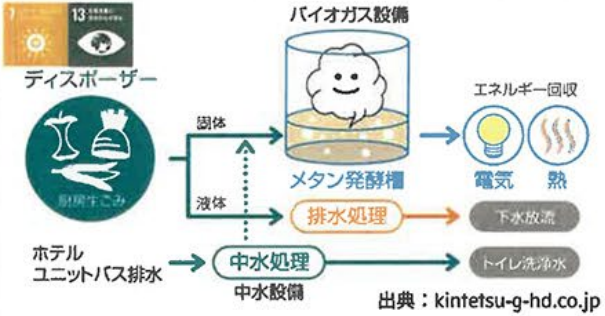 7
13
ディスポーザー
厨房生ごみ
固体
液体
バイオガス設備
メタン発酵槽
エネルギー回収
電気
熱
排水処理
下水放流
ホテル
ユニットバス排水
中水処理
中水設備
トイレ洗浄水
出典：kintetsu-g-hd.co.jp